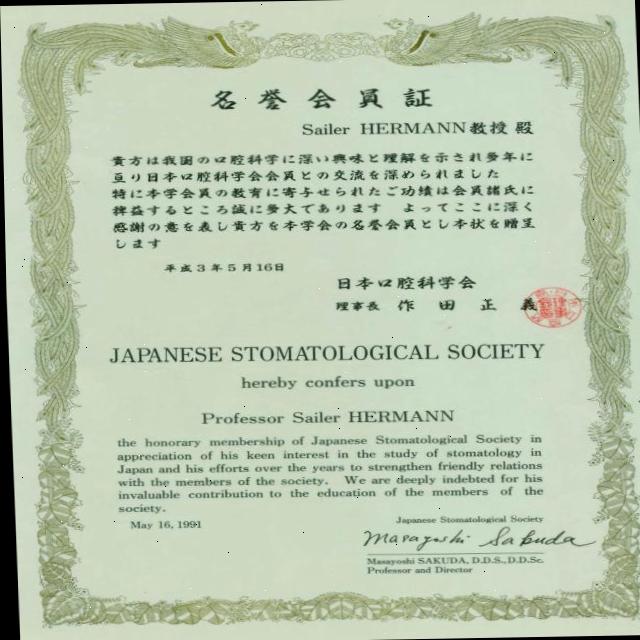 名誉会員証
Sailer HERMANN教授 殿
貴方は我国の口腔科学に深い興味と理解を示され多年に
亘り日本口腔科学会会員との交流を深められました
特に本学会員の教育に寄与せられたご功績は会員諸氏に
裨益するところ誠に多大であります よってここに深く
感謝の意を表し貴方を本学会の名誉会員とし本状を贈呈
します
平成3年5月16日
日本口腔科学会
理事長 作田正義
JAPANESE STOMATOLOGICAL SOCIETY
hereby confers upon
Professor Sailer HERMANN
the honorary membership of Japanese Stomatological Society in
appreciation of his keen interest in the study of stomatology in
Japan and his efforts over the years to strengthen friendly relations
with the members of the society. We are deeply indebted for his
invaluable contribution to the education of the members of the
society.
May 16, 1991
Japanese Stomatological Society
Masayoshi Sakuda
Masayoshi SAKUDA, D.D.S., D.D.Sc.
Professor and Director